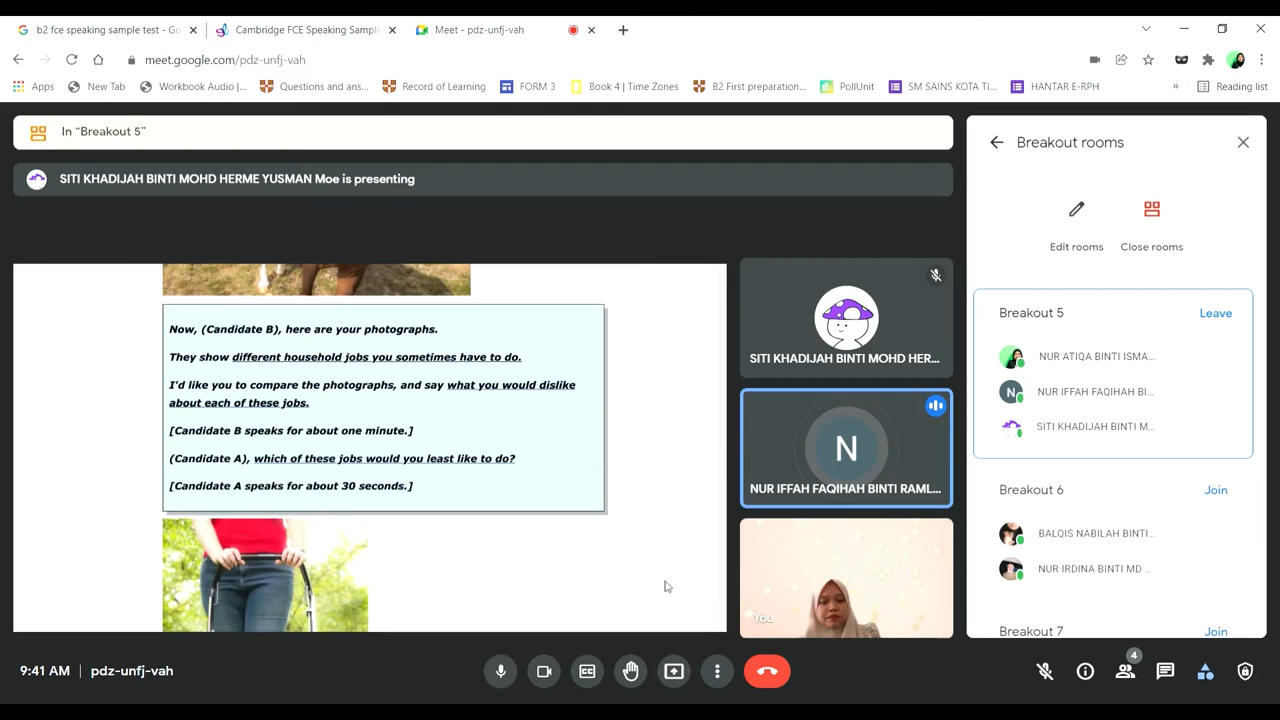 b2 fce speaking sample test - Go
Cambridge FCE Speaking Sample
Meet - pdz-unfj-vah
meet.google.com/pdz-unfj-vah
Apps
New Tab
Workbook Audio |...
Questions and ans...
Record of Learning
FORM 3
Book 4 | Time Zones
B2 First preparation...
PollUnit
SM SAINS KOTA TI...
HANTAR E-RPH
»
Reading list
In “Breakout 5”
SITI KHADIJAH BINTI MOHD HERME YUSMAN Moe is presenting
Now, (Candidate B), here are your photographs.
They show different household jobs you sometimes have to do.
I'd like you to compare the photographs, and say what you would dislike
about each of these jobs.
[Candidate B speaks for about one minute.]
(Candidate A), which of these jobs would you least like to do?
[Candidate A speaks for about 30 seconds.]
SITI KHADIJAH BINTI MOHD HER...
N
NUR IFFAH FAQIHAH BINTI RAML...
You
Breakout rooms
Edit rooms
Close rooms
Breakout 5
Leave
NUR ATIQA BINTI ISMA...
N
NUR IFFAH FAQIHAH BI...
SITI KHADIJAH BINTI M...
Breakout 6
Join
BALQIS NABILAH BINTI...
NUR IRDINA BINTI MD ...
Breakout 7
Join
9:41 AM | pdz-unfj-vah
4